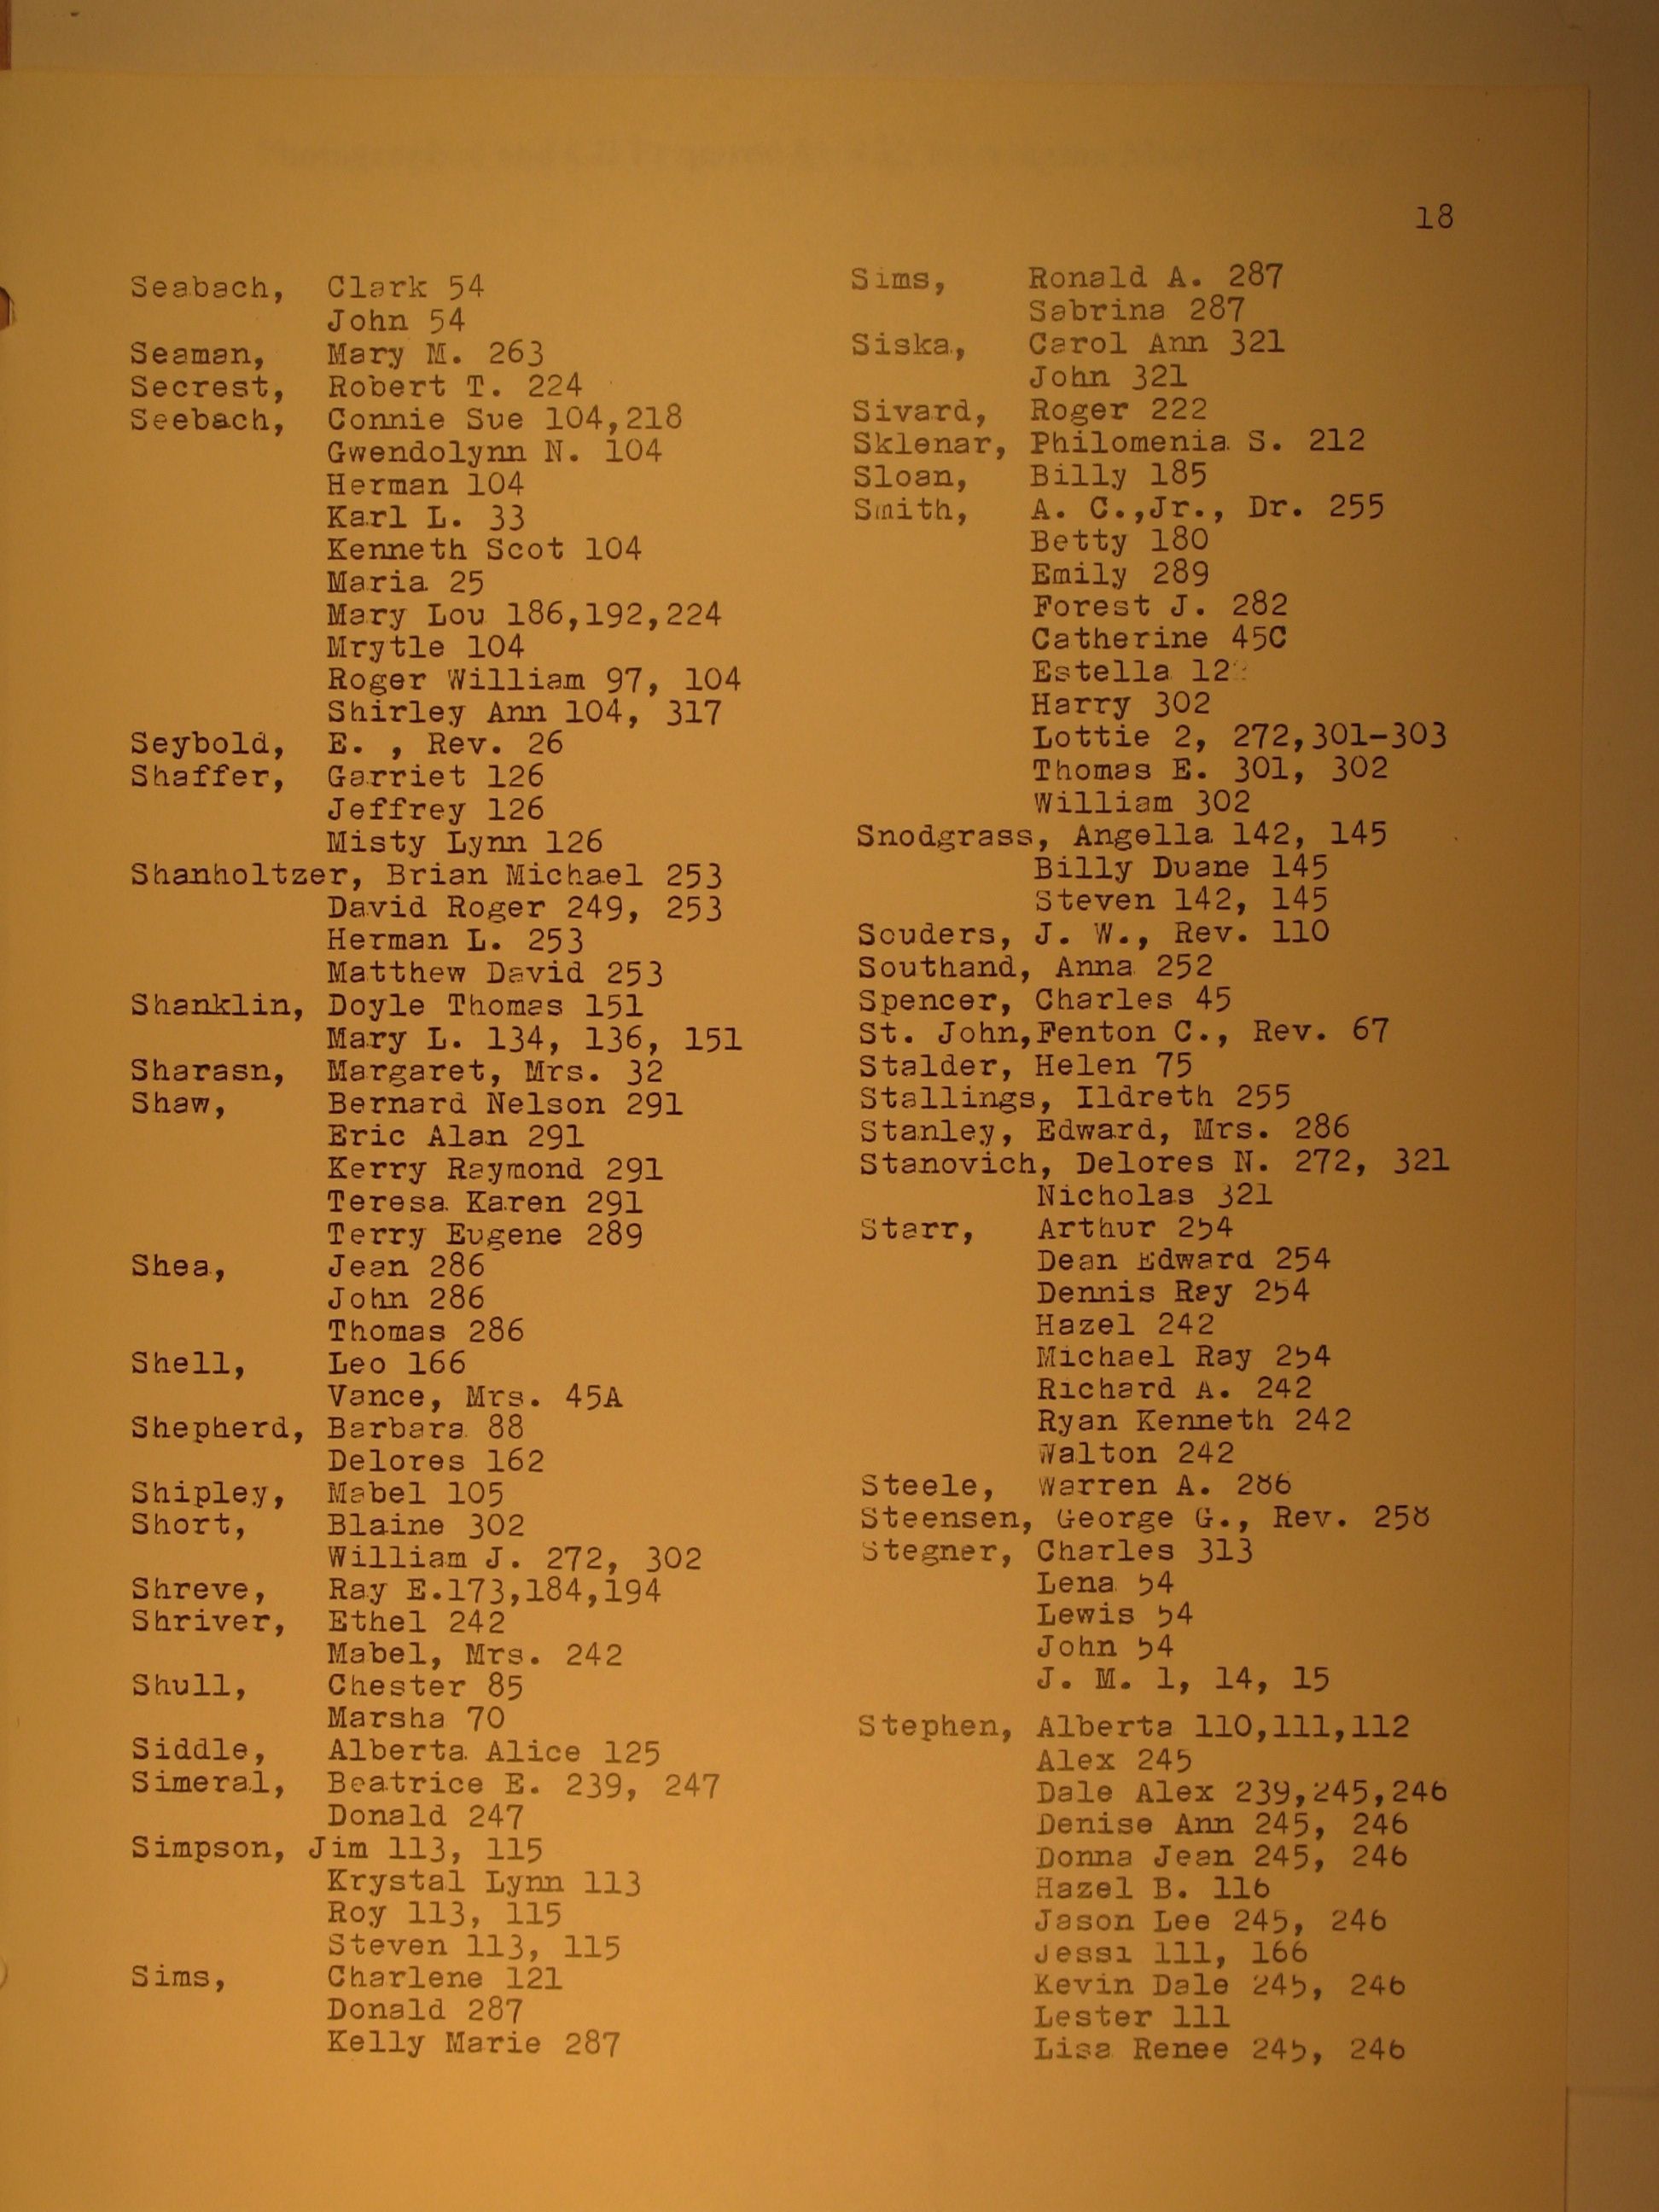 18
Seabach, Clark 54
John 54
Seaman, Mary M. 263
Secrest, Robert T. 224
Seebach, Connie Sue 104,218
Gwendolynn N. 104
Herman 104
Karl L. 33
Kenneth Scot 104
Maria 25
Mary Lou 186,192,224
Mrytle 104
Roger William 97, 104
Shirley Ann 104, 317
Seybold, E. , Rev. 26
Shaffer, Garriet 126
Jeffrey 126
Misty Lynn 126
Shanholtzer, Brian Michael 253
David Roger 249, 253
Herman L. 253
Matthew David 253
Shanklin, Doyle Thomas 151
Mary L. 134, 136, 151
Sharasn, Margaret, Mrs. 32
Shaw, Bernard Nelson 291
Eric Alan 291
Kerry Raymond 291
Teresa Karen 291
Terry Eugene 289
Shea, Jean 286
John 286
Thomas 286
Shell, Leo 166
Vance, Mrs. 45A
Shepherd, Barbara 88
Delores 162
Shipley, Mabel 105
Short, Blaine 302
William J. 272, 302
Shreve, Ray E.173,184,194
Shriver, Ethel 242
Mabel, Mrs. 242
Shull, Chester 85
Marsha 70
Siddle, Alberta Alice 125
Simeral, Beatrice E. 239, 247
Donald 247
Simpson, Jim 113, 115
Krystal Lynn 113
Roy 113, 115
Steven 113, 115
Sims, Charlene 121
Donald 287
Kelly Marie 287
Sims, Ronald A. 287
Sabrina 287
Siska, Carol Ann 321
John 321
Sivard, Roger 222
Sklenar, Philomenia S. 212
Sloan, Billy 185
Smith, A. C.,Jr., Dr. 255
Betty 180
Emily 289
Forest J. 282
Catherine 45C
Estella
Harry 302
Lottie 2, 272,301-303
Thomas E. 301, 302
William 302
Snodgrass, Angella 142, 145
Billy Duane 145
Steven 142, 145
Souders, J. W., Rev. 110
Southand, Anna 252
Spencer, Charles 45
St. John,Fenton C., Rev. 67
Stalder, Helen 75
Stallings, Ildreth 255
Stanley, Edward, Mrs. 286
Stanovich, Delores N. 272, 321
Nicholas 321
Starr, Arthur 254
Dean Edward 254
Dennis Ray 254
Hazel 242
Michael Ray 254
Richard A. 242
Ryan Kenneth 242
Walton 242
Steele, Warren A. 286
Steensen, George G., Rev. 258
Stegner, Charles 313
Lena 54
Lewis 54
John 54
J. M. 1, 14, 15
Stephen, Alberta 110,111,112
Alex 245
Dale Alex 239,245,246
Denise Ann 245, 246
Donna Jean 245, 246
Hazel B. 116
Jason Lee 245, 246
Jessi 111, 166
Kevin Dale 245, 246
Lester 111
Lisa Renee 245, 246